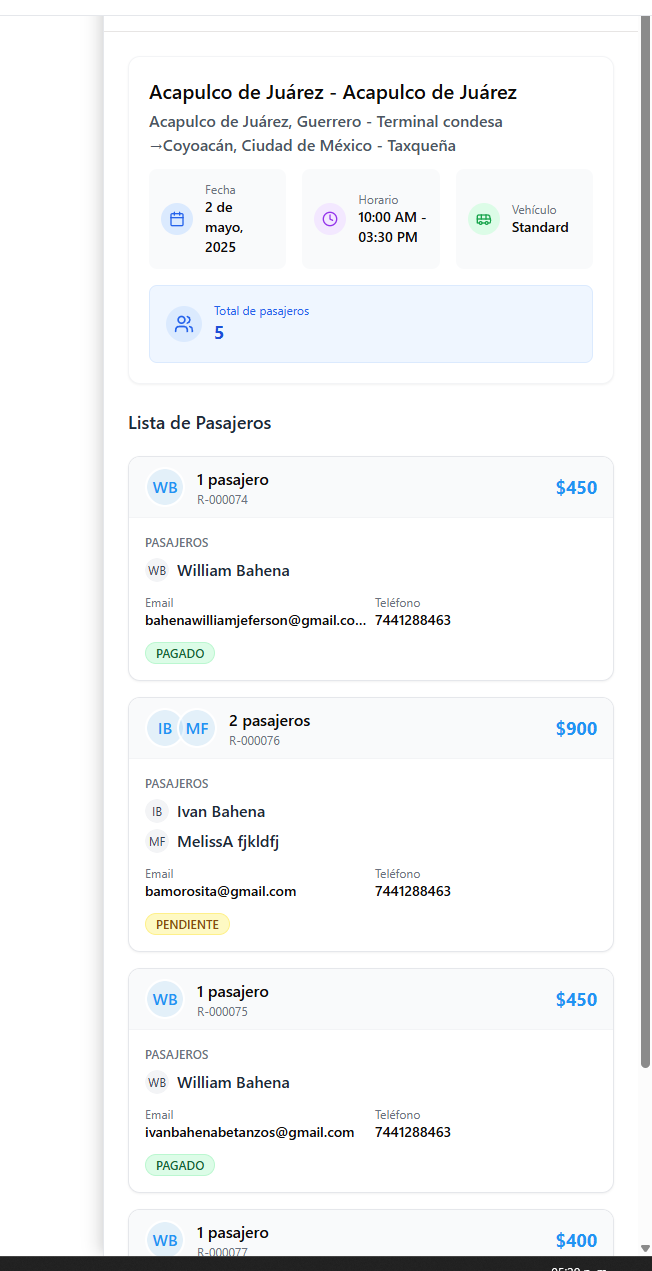 Acapulco de Juárez - Acapulco de Juárez
Acapulco de Juárez, Guerrero - Terminal condesa
→Coyoacán, Ciudad de México - Taxqueña
Fecha
2 de
mayo,
2025
Horario
10:00 AM -
03:30 PM
Vehículo
Standard
Total de pasajeros
5
Lista de Pasajeros
WB
1 pasajero
R-000074
$450
PASAJEROS
WB William Bahena
Email
bahenawilliamjeferson@gmail.co...
Teléfono
7441288463
PAGADO
IB MF
2 pasajeros
R-000076
$900
PASAJEROS
IB Ivan Bahena
MF MelissA fjkldfj
Email
bamorosita@gmail.com
Teléfono
7441288463
PENDIENTE
WB
1 pasajero
R-000075
$450
PASAJEROS
WB William Bahena
Email
ivanbahenabetanzos@gmail.com
Teléfono
7441288463
PAGADO
WB
1 pasajero
R-000077
$400